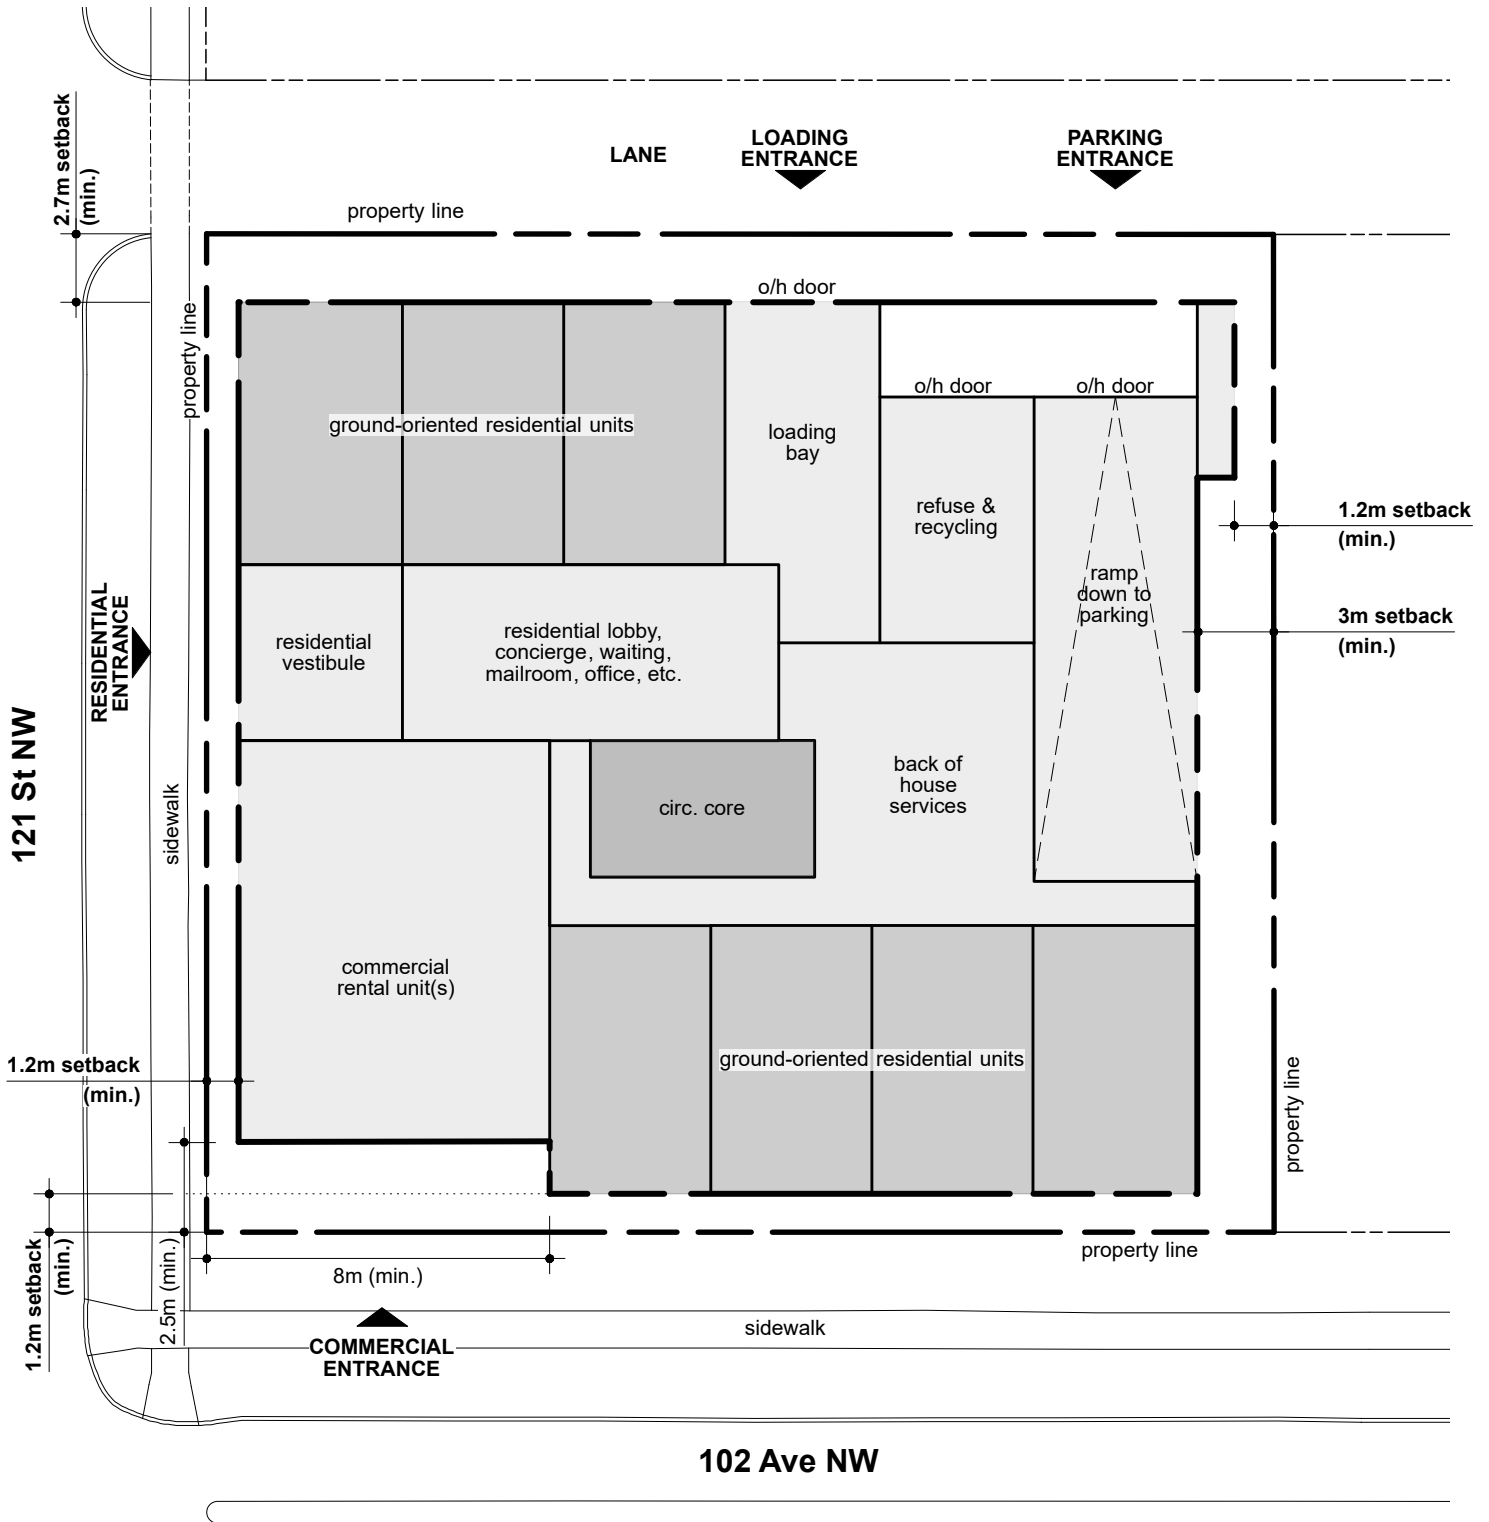 2.7m setback
(min.)
LANE
LOADING
ENTRANCE
PARKING
ENTRANCE
property line
o/h door
property line
o/h door
o/h door
ground-oriented residential units
loading
bay
refuse &
recycling
1.2m setback
(min.)
ramp
down to
parking
3m setback
(min.)
RESIDENTIAL
ENTRANCE
residential
vestibule
residential lobby,
concierge, waiting,
mailroom, office, etc.
121 St NW
sidewalk
circ. core
back of
house
services
commercial
rental unit(s)
ground-oriented residential units
1.2m setback
(min.)
property line
1.2m setback
(min.)
2.5m (min.)
8m (min.)
property line
COMMERCIAL
ENTRANCE
sidewalk
102 Ave NW